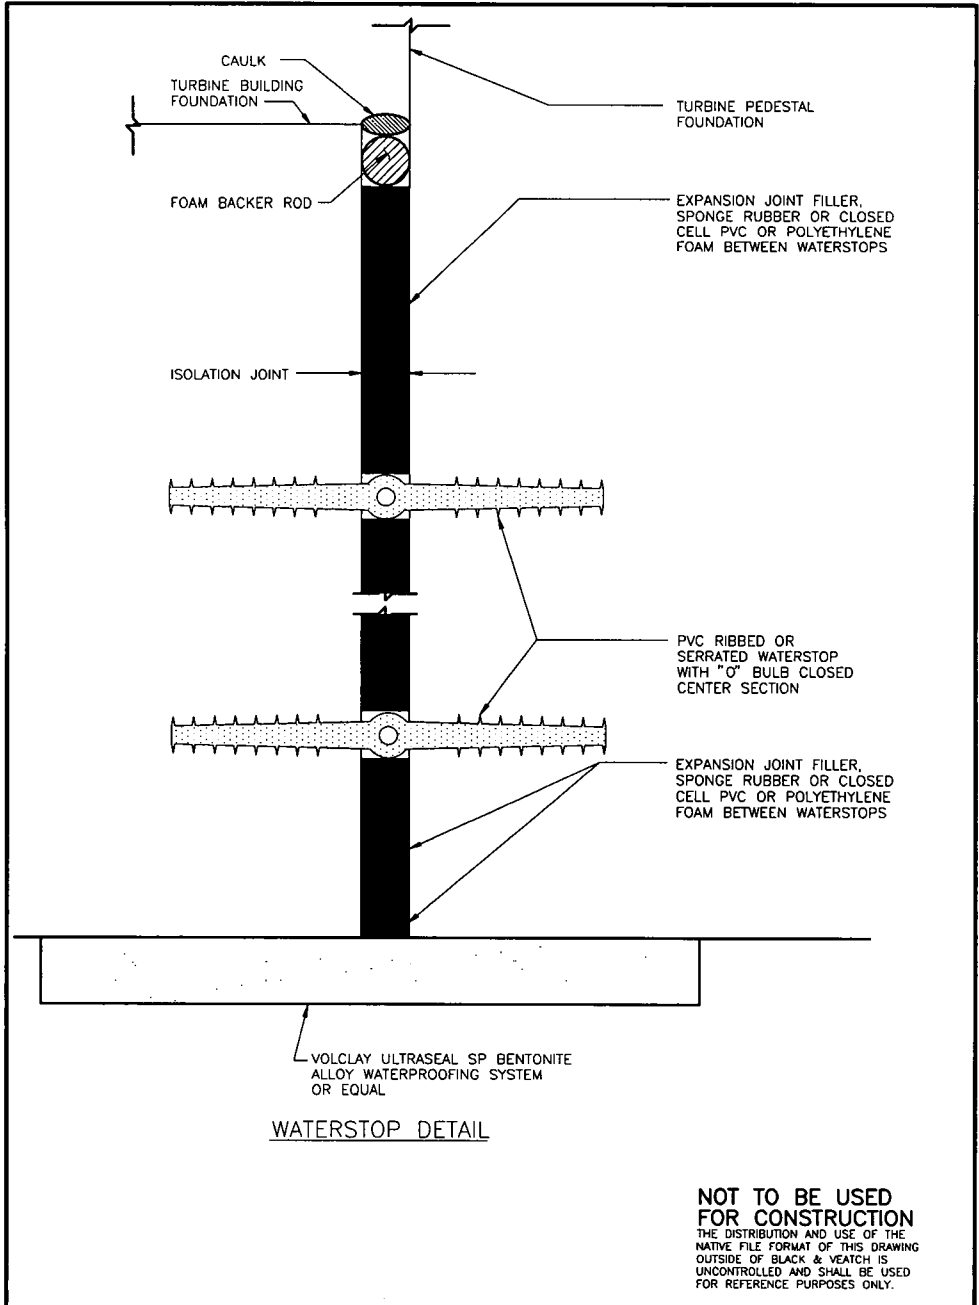 CAULK
TURBINE BUILDING
FOUNDATION
TURBINE PEDESTAL
FOUNDATION
FOAM BACKER ROD
EXPANSION JOINT FILLER,
SPONGE RUBBER OR CLOSED
CELL PVC OR POLYETHYLENE
FOAM BETWEEN WATERSTOPS
ISOLATION JOINT
PVC RIBBED OR
SERRATED WATERSTOP
WITH "O" BULB CLOSED
CENTER SECTION
EXPANSION JOINT FILLER,
SPONGE RUBBER OR CLOSED
CELL PVC OR POLYETHYLENE
FOAM BETWEEN WATERSTOPS
VOLCLAY ULTRASEAL SP BENTONITE
ALLOY WATERPROOFING SYSTEM
OR EQUAL
WATERSTOP DETAIL
NOT TO BE USED
FOR CONSTRUCTION
THE DISTRIBUTION AND USE OF THE
NATIVE FILE FORMAT OF THIS DRAWING
OUTSIDE OF BLACK & VEATCH IS
UNCONTROLLED AND SHALL BE USED
FOR REFERENCE PURPOSES ONLY.